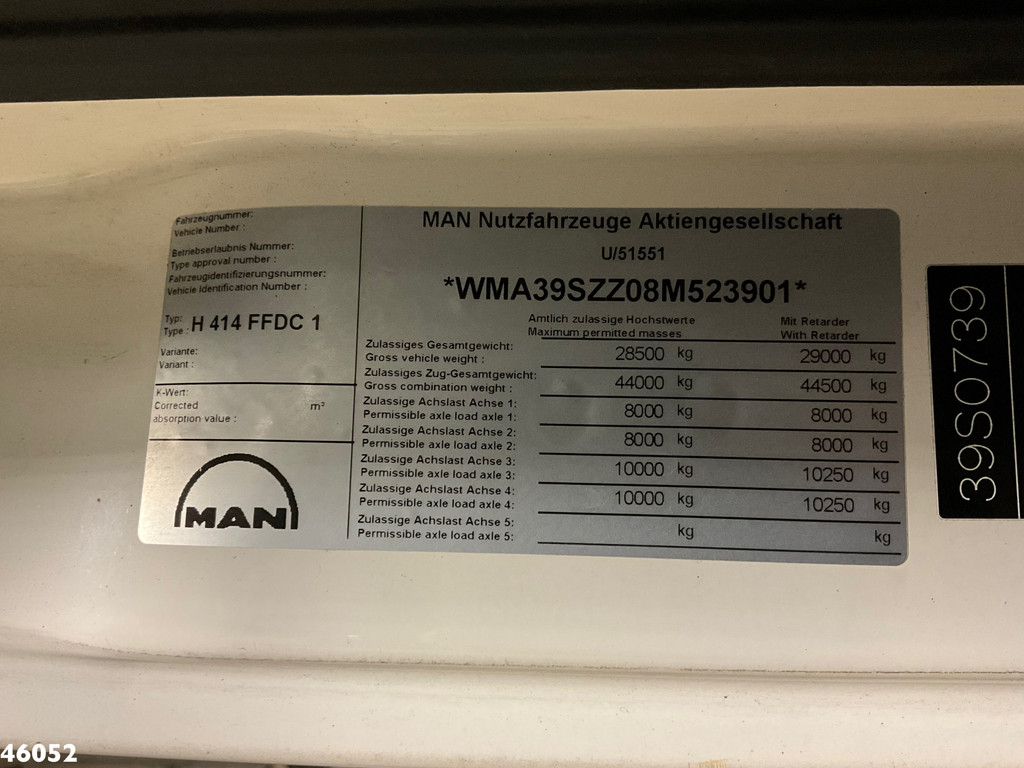 Fahrzeugnummer:
Vehicle Number :
Betriebserlaubnis Nummer:
Type approval number :
Fahrzeugidentifizierungsnummer:
Vehicle Identification Number :
Typ:
Type : H 414 FFDC 1
Variante:
Variant :
K-Wert:
Corrected m³
absorption value :
MAN
MAN Nutzfahrzeuge Aktiengesellschaft
U/51551
*WMA39SZZ08M523901*
Amtlich zulassige Hochstwerte Mit Retarder
Maximum permitted masses With Retarder
Zulassiges Gesamtgewicht:
Gross vehicle weight : 28500 kg 29000 kg
Zulassiges Zug-Gesamtgewicht:
Gross combination weight : 44000 kg 44500 kg
Zulassige Achslast Achse 1:
Permissible axle load axle 1: 8000 kg 8000 kg
Zulassige Achslast Achse 2:
Permissible axle load axle 2: 8000 kg 8000 kg
Zulassige Achslast Achse 3:
Permissible axle load axle 3: 10000 kg 10250 kg
Zulassige Achslast Achse 4:
Permissible axle load axle 4: 10000 kg 10250 kg
Zulassige Achslast Achse 5:
Permissible axle load axle 5: kg kg
39S0739
46052